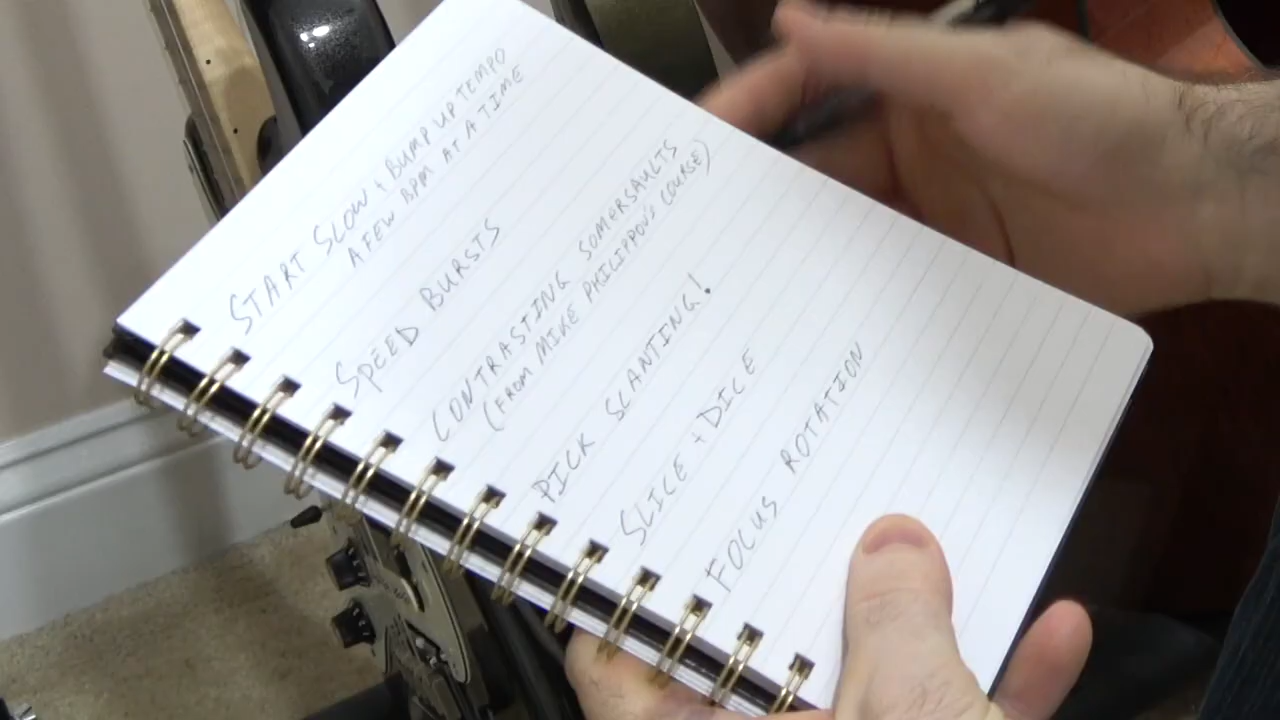 START SLOW + BUMP UP TEMPO
A FEW BPM AT A TIME
SPEED BURSTS
CONTRASTING SOMERSAULTS
(FROM MIKE PHILIPPOV'S COURSE)
PICK SLANTING!
SLICE + DICE
FOCUS ROTATION